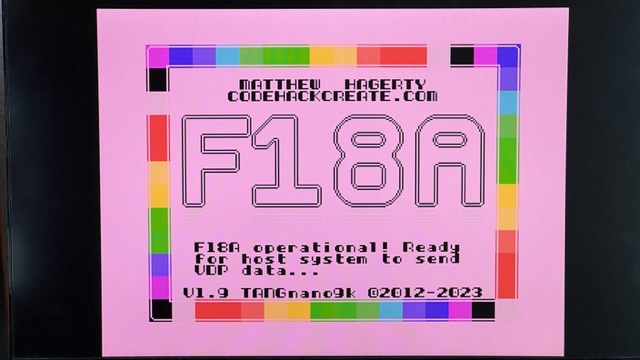 MATTHEW HAGERTY
CODEHACKCREATE.COM
F18A
F18A operational! Ready
for host system to send
VDP data...
V1.9 TANGnano9k ©2012-2023